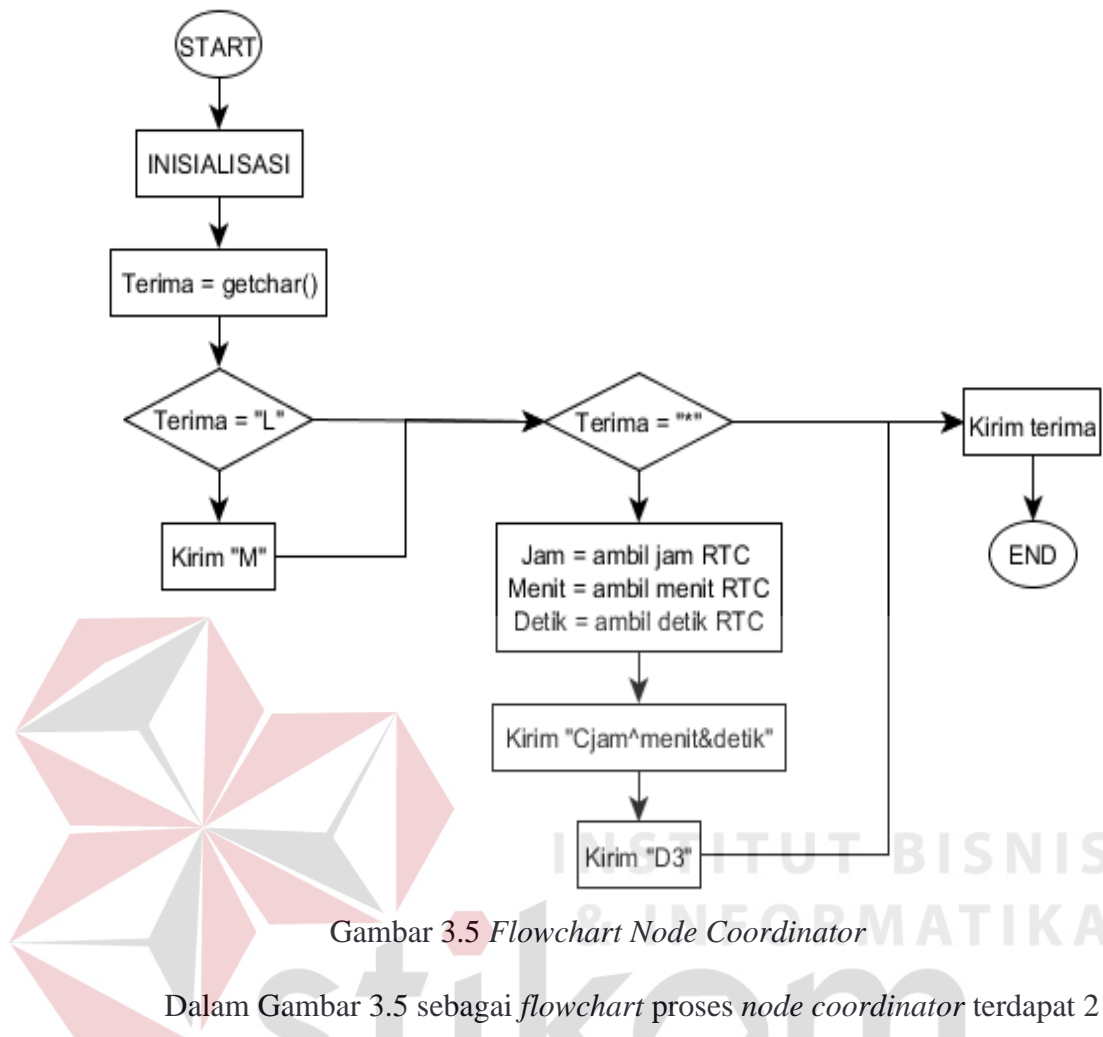 START
INISIALISASI
Terima = getchar()
Terima = "L"
Kirim "M"
Terima = "*"
Jam = ambil jam RTC
Menit = ambil menit RTC
Detik = ambil detik RTC
Kirim "Cjam^menit&detik"
Kirim "D3"
Kirim terima
END
INSTITUT BISNIS
& INFORMATIKA
stikom
Gambar 3.5 Flowchart Node Coordinator
Dalam Gambar 3.5 sebagai flowchart proses node coordinator terdapat 2